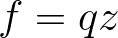 f = qz